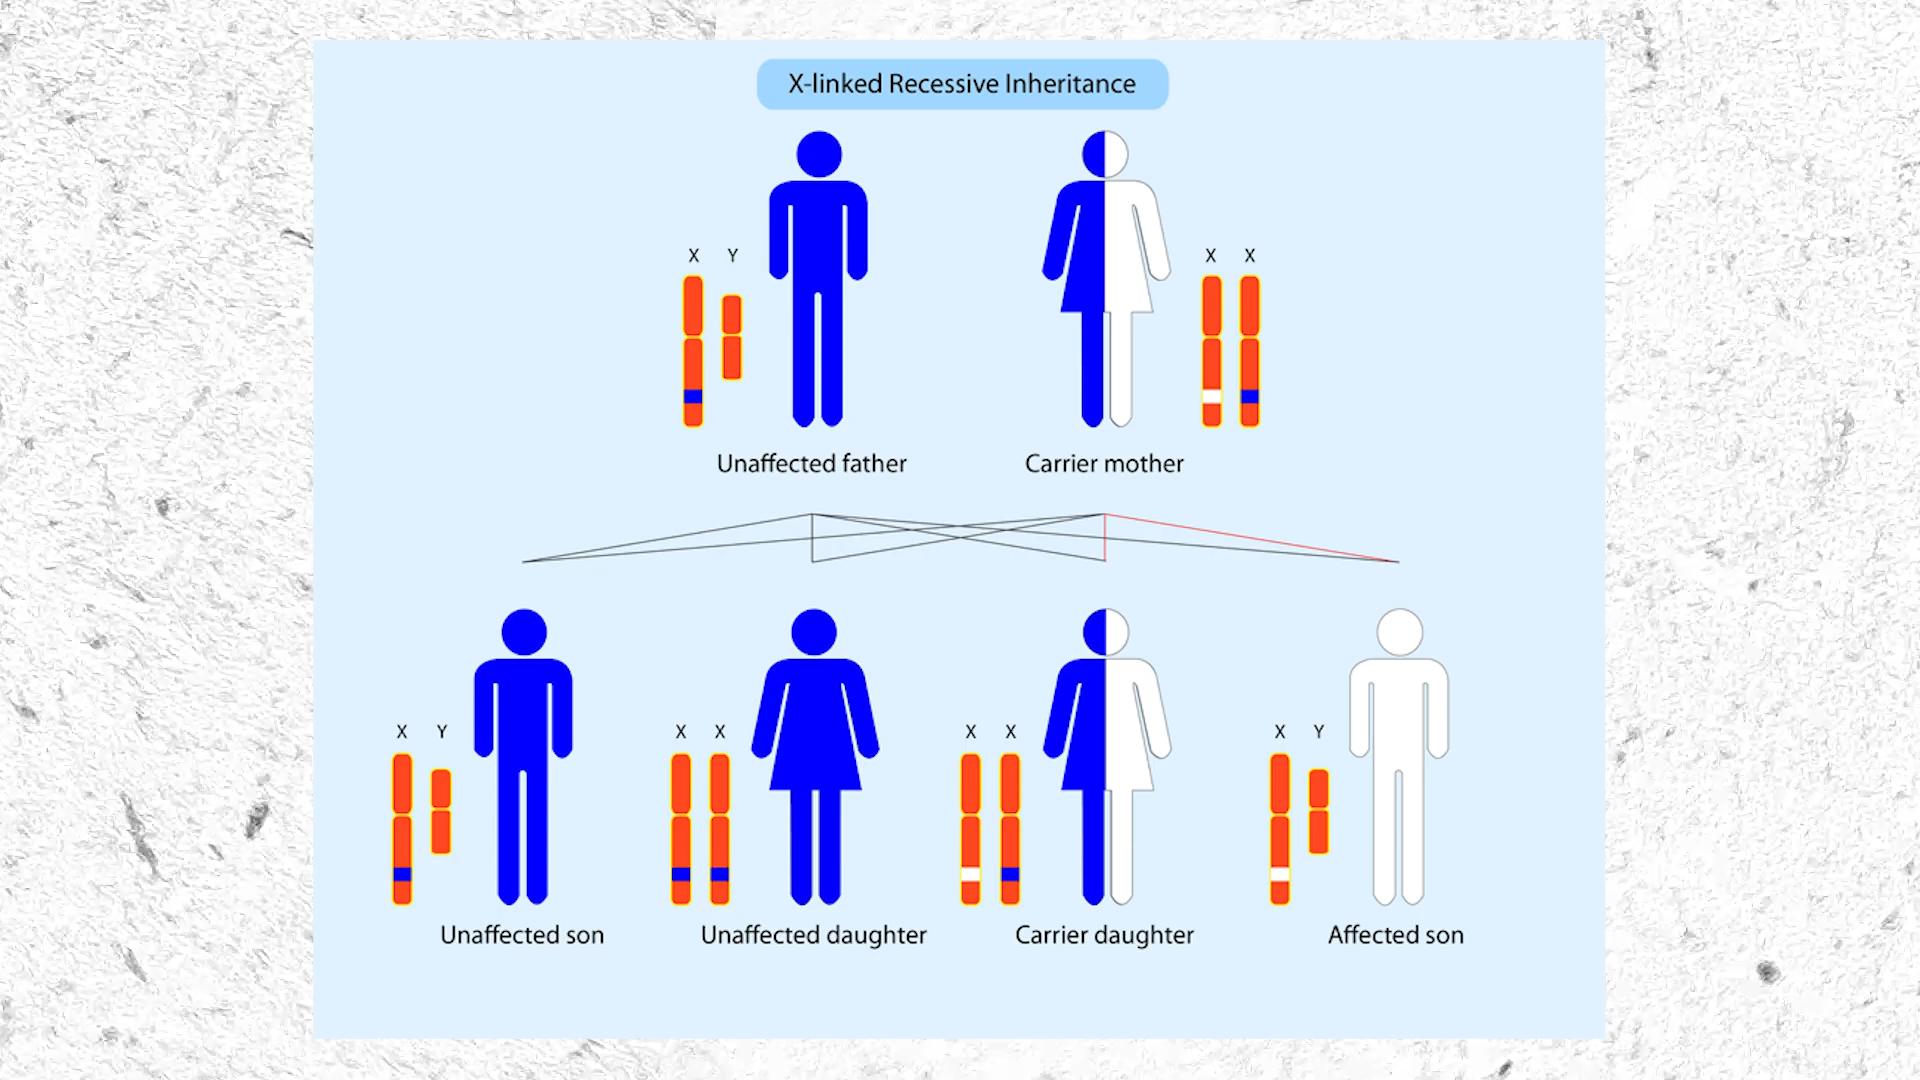 X-linked Recessive Inheritance
X Y
X X
Unaffected father
Carrier mother
X Y
X X
X X
X Y
Unaffected son
Unaffected daughter
Carrier daughter
Affected son